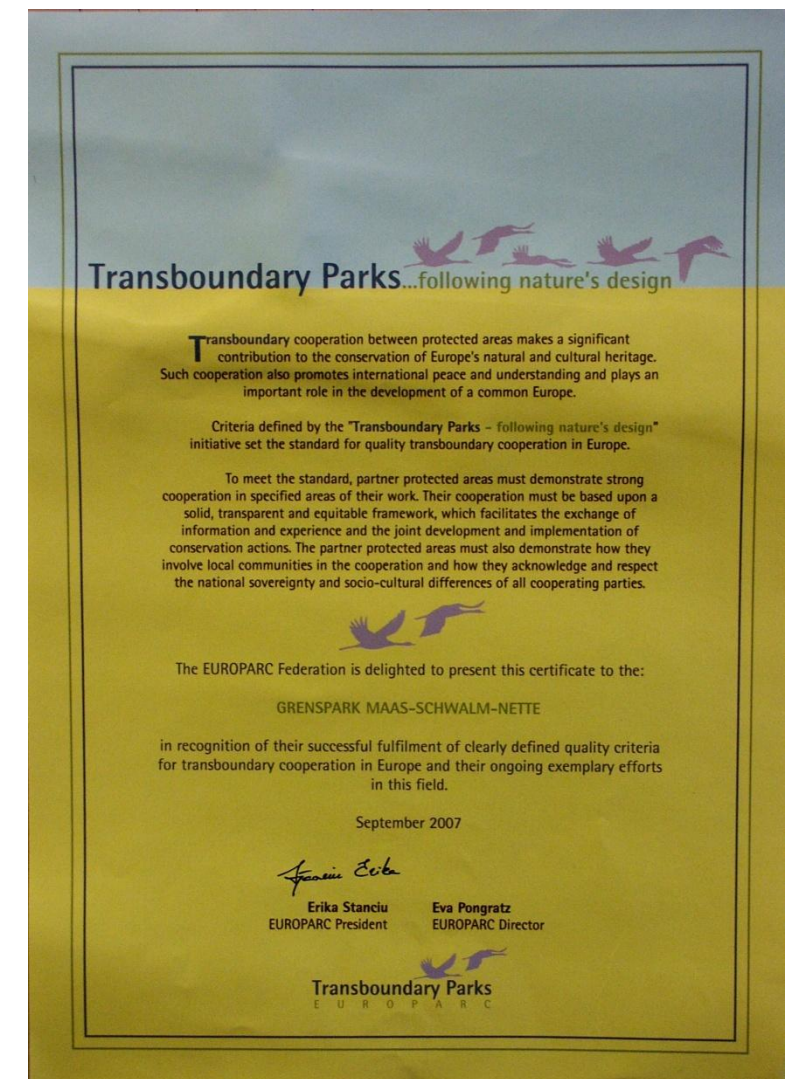 Transboundary Parks...following nature's design
Transboundary cooperation between protected areas makes a significant
contribution to the conservation of Europe's natural and cultural heritage.
Such cooperation also promotes international peace and understanding and plays an
important role in the development of a common Europe.
Criteria defined by the "Transboundary Parks - following nature's design"
initiative set the standard for quality transboundary cooperation in Europe.
To meet the standard, partner protected areas must demonstrate strong
cooperation in specified areas of their work. Their cooperation must be based upon a
solid, transparent and equitable framework, which facilitates the exchange of
information and experience and the joint development and implementation of
conservation actions. The partner protected areas must also demonstrate how they
involve local communities in the cooperation and how they acknowledge and respect
the national sovereignty and socio-cultural differences of all cooperating parties.
The EUROPARC Federation is delighted to present this certificate to the:
GRENSPARK MAAS-SCHWALM-NETTE
in recognition of their successful fulfilment of clearly defined quality criteria
for transboundary cooperation in Europe and their ongoing exemplary efforts
in this field.
September 2007
Erika
Erika Stanciu Eva Pongratz
EUROPARC President EUROPARC Director
Transboundary Parks
EUROPARC